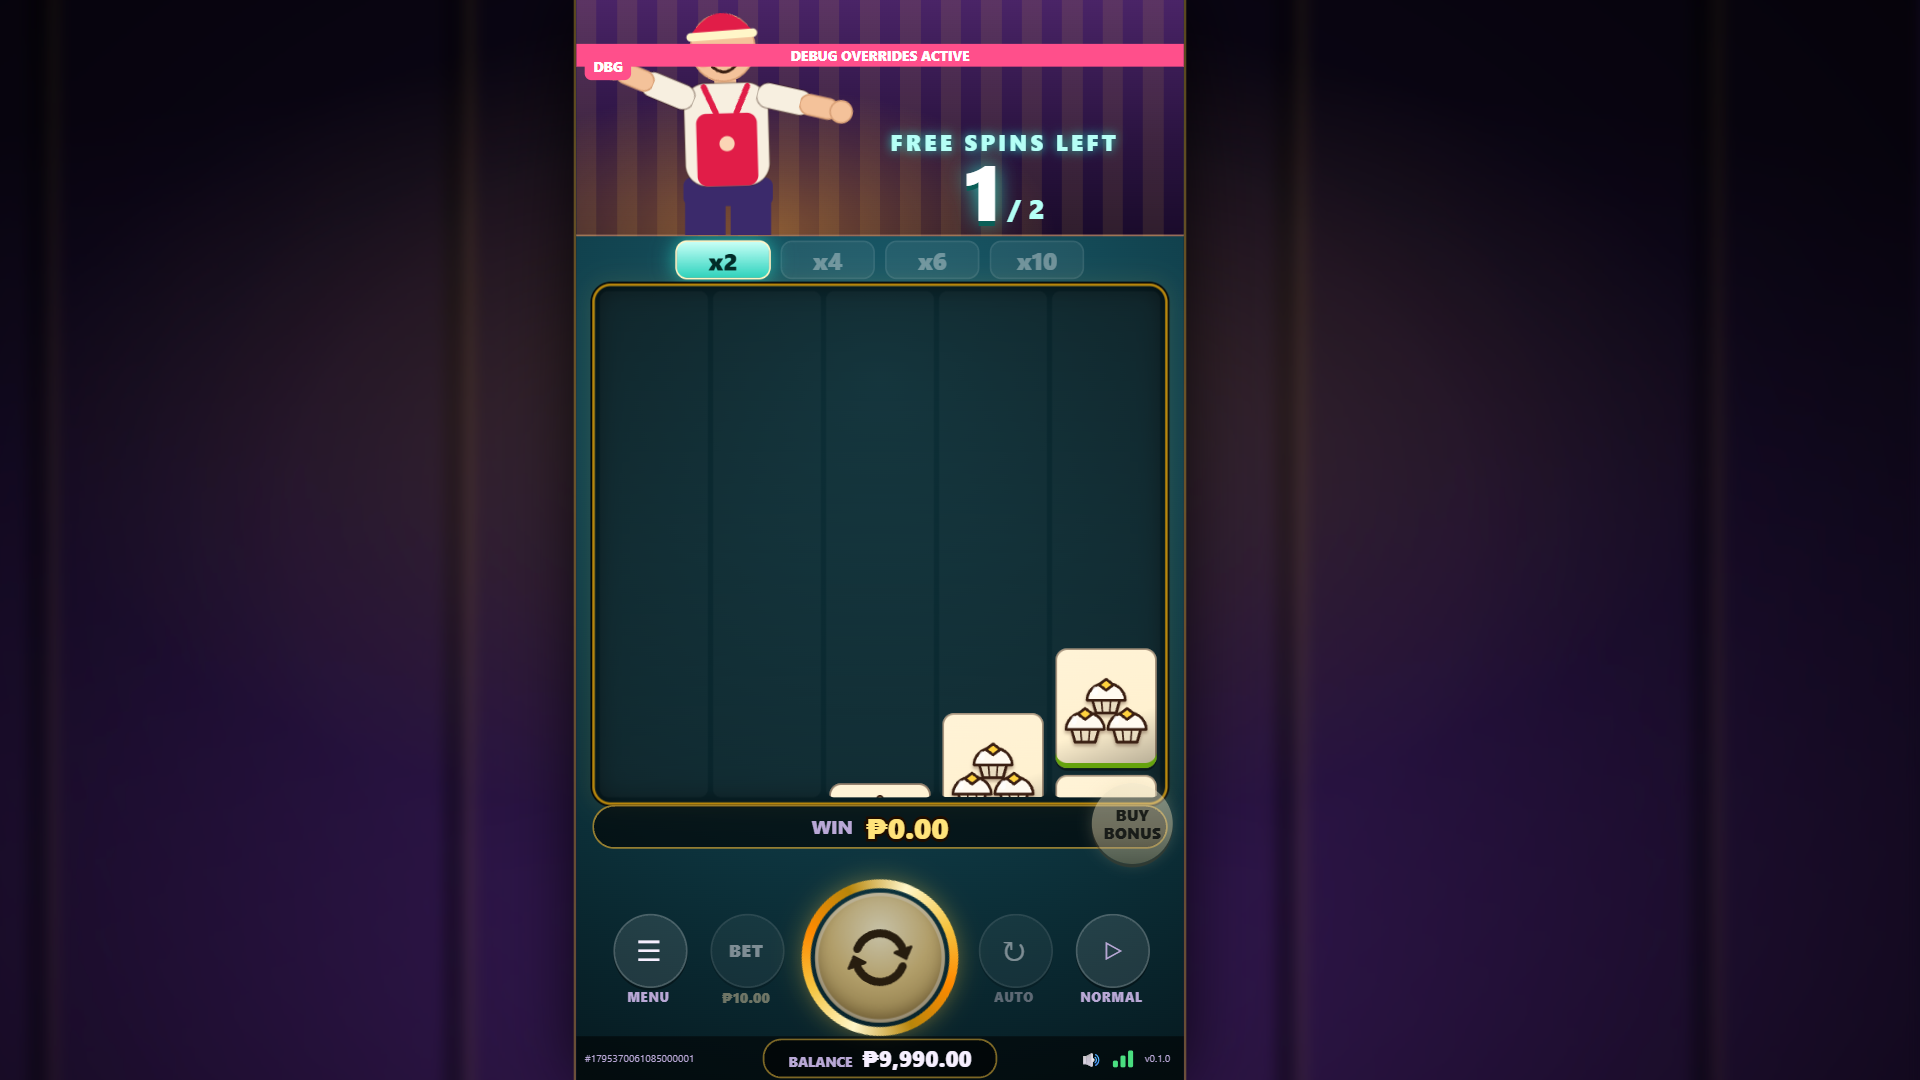 DEBUG OVERRIDES ACTIVE
DBG
FREE SPINS LEFT
1/2
x2
x4
x6
x10
WIN ₱0.00
BUY
BONUS
BET
MENU
₱10.00
AUTO
NORMAL
#1795370061085000001
BALANCE ₱9,990.00
v0.1.0